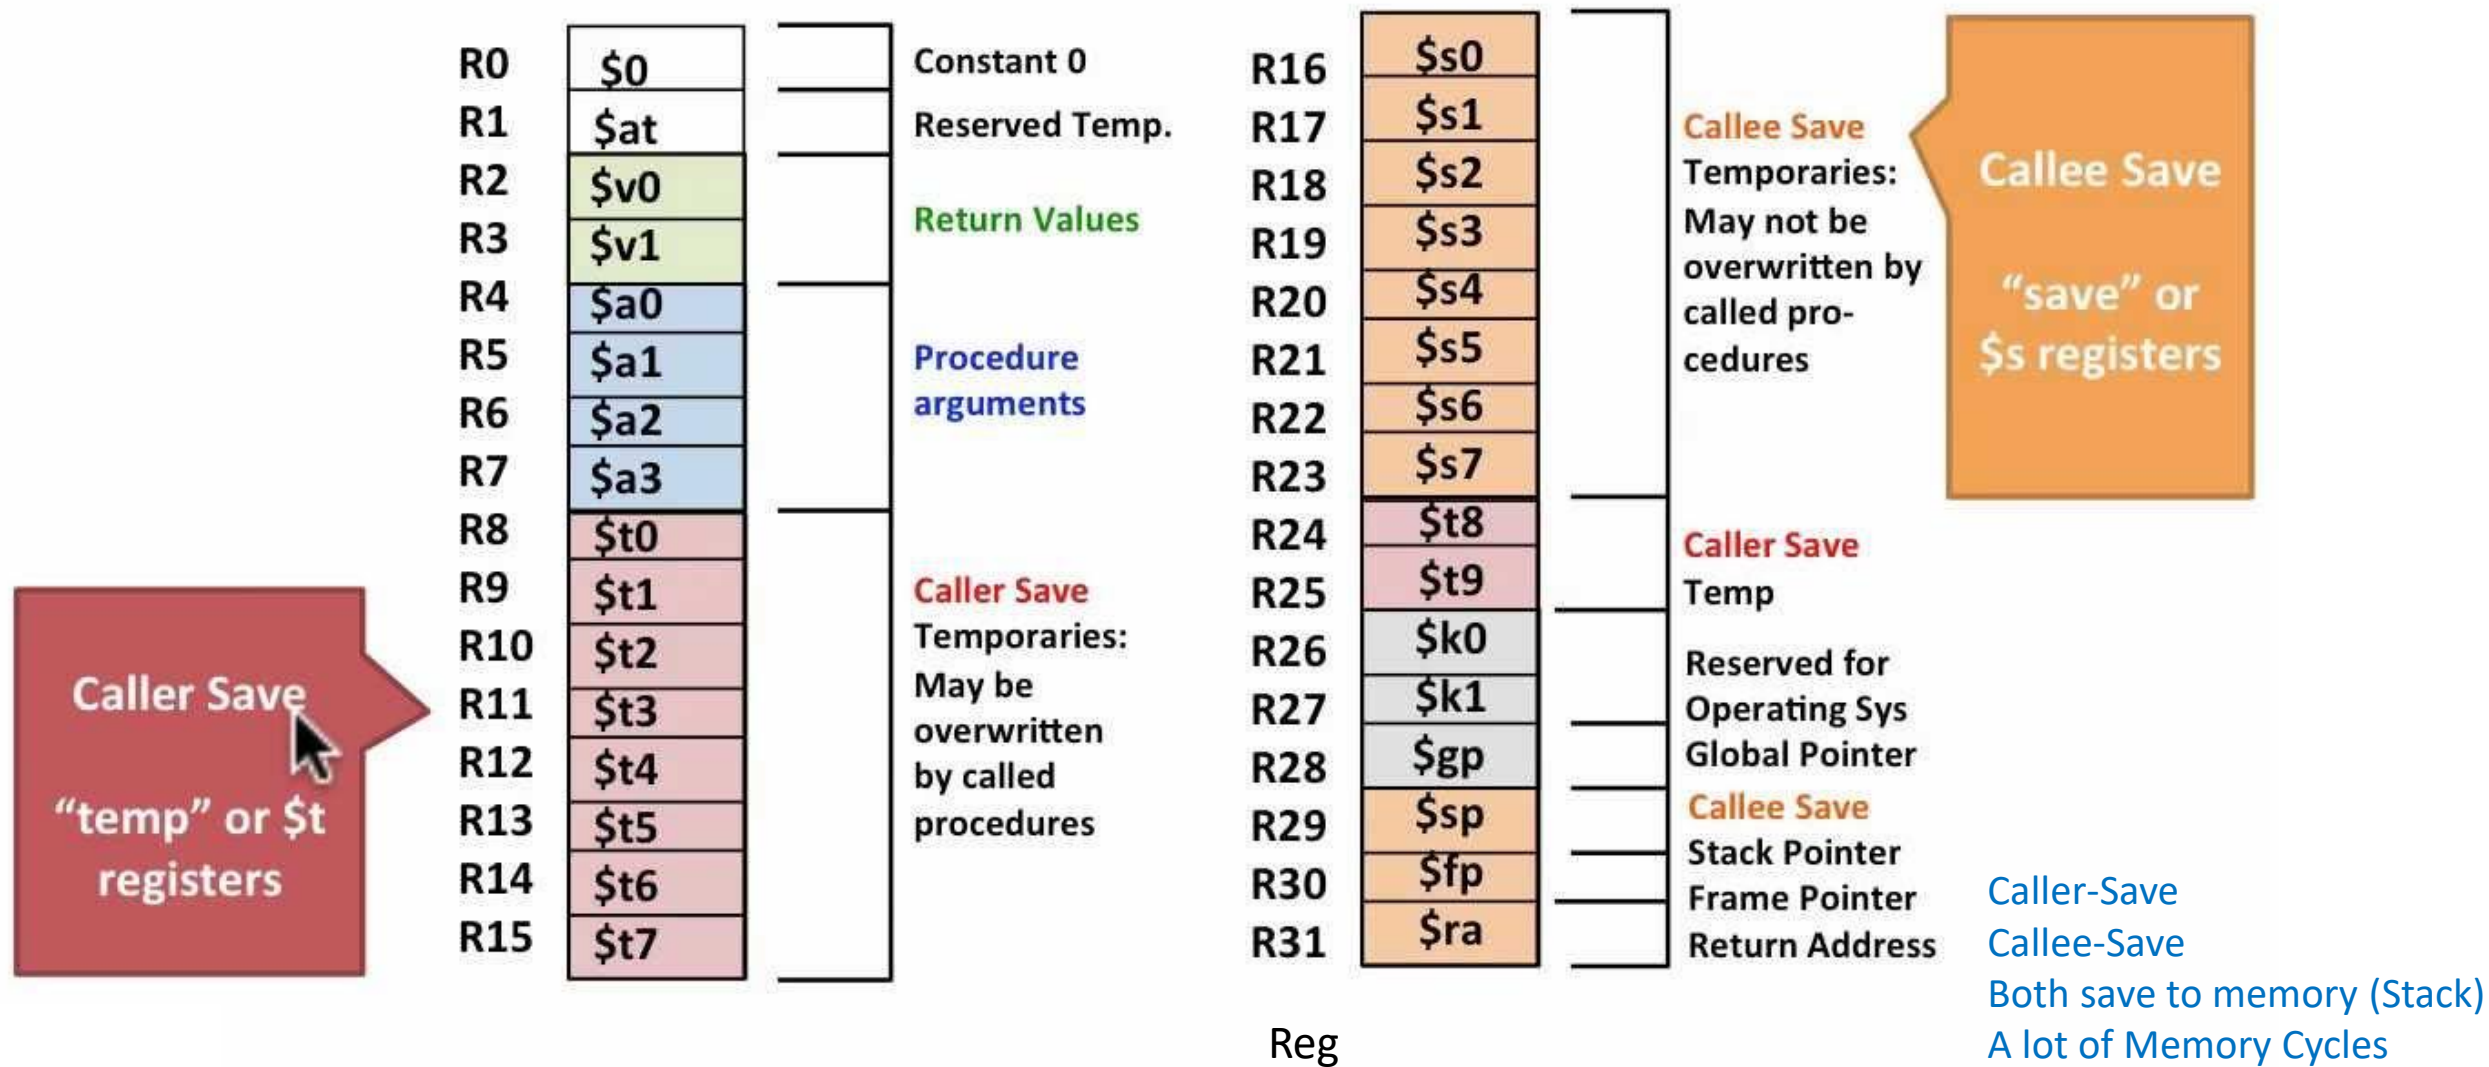 R0 $0 Constant 0
R1 $at Reserved Temp.
R2 $v0
R3 $v1
Return Values
R4 $a0
R5 $a1
R6 $a2
R7 $a3
Procedure
arguments
R8 $t0
R9 $t1
R10 $t2
R11 $t3
R12 $t4
R13 $t5
R14 $t6
R15 $t7
Caller Save
Temporaries:
May be
overwritten
by called
procedures
Caller Save
“temp” or $t
registers
R16 $s0
R17 $s1
R18 $s2
R19 $s3
R20 $s4
R21 $s5
R22 $s6
R23 $s7
Callee Save
Temporaries:
May not be
overwritten by
called pro-
cedures
Callee Save
“save” or
$s registers
R24 $t8
R25 $t9
Caller Save
Temp
R26 $k0
R27 $k1
Reserved for
Operating Sys
R28 $gp
Global Pointer
R29 $sp
Callee Save
Stack Pointer
R30 $fp
Frame Pointer
R31 $ra
Return Address
Caller-Save
Callee-Save
Both save to memory (Stack)
A lot of Memory Cycles
Reg